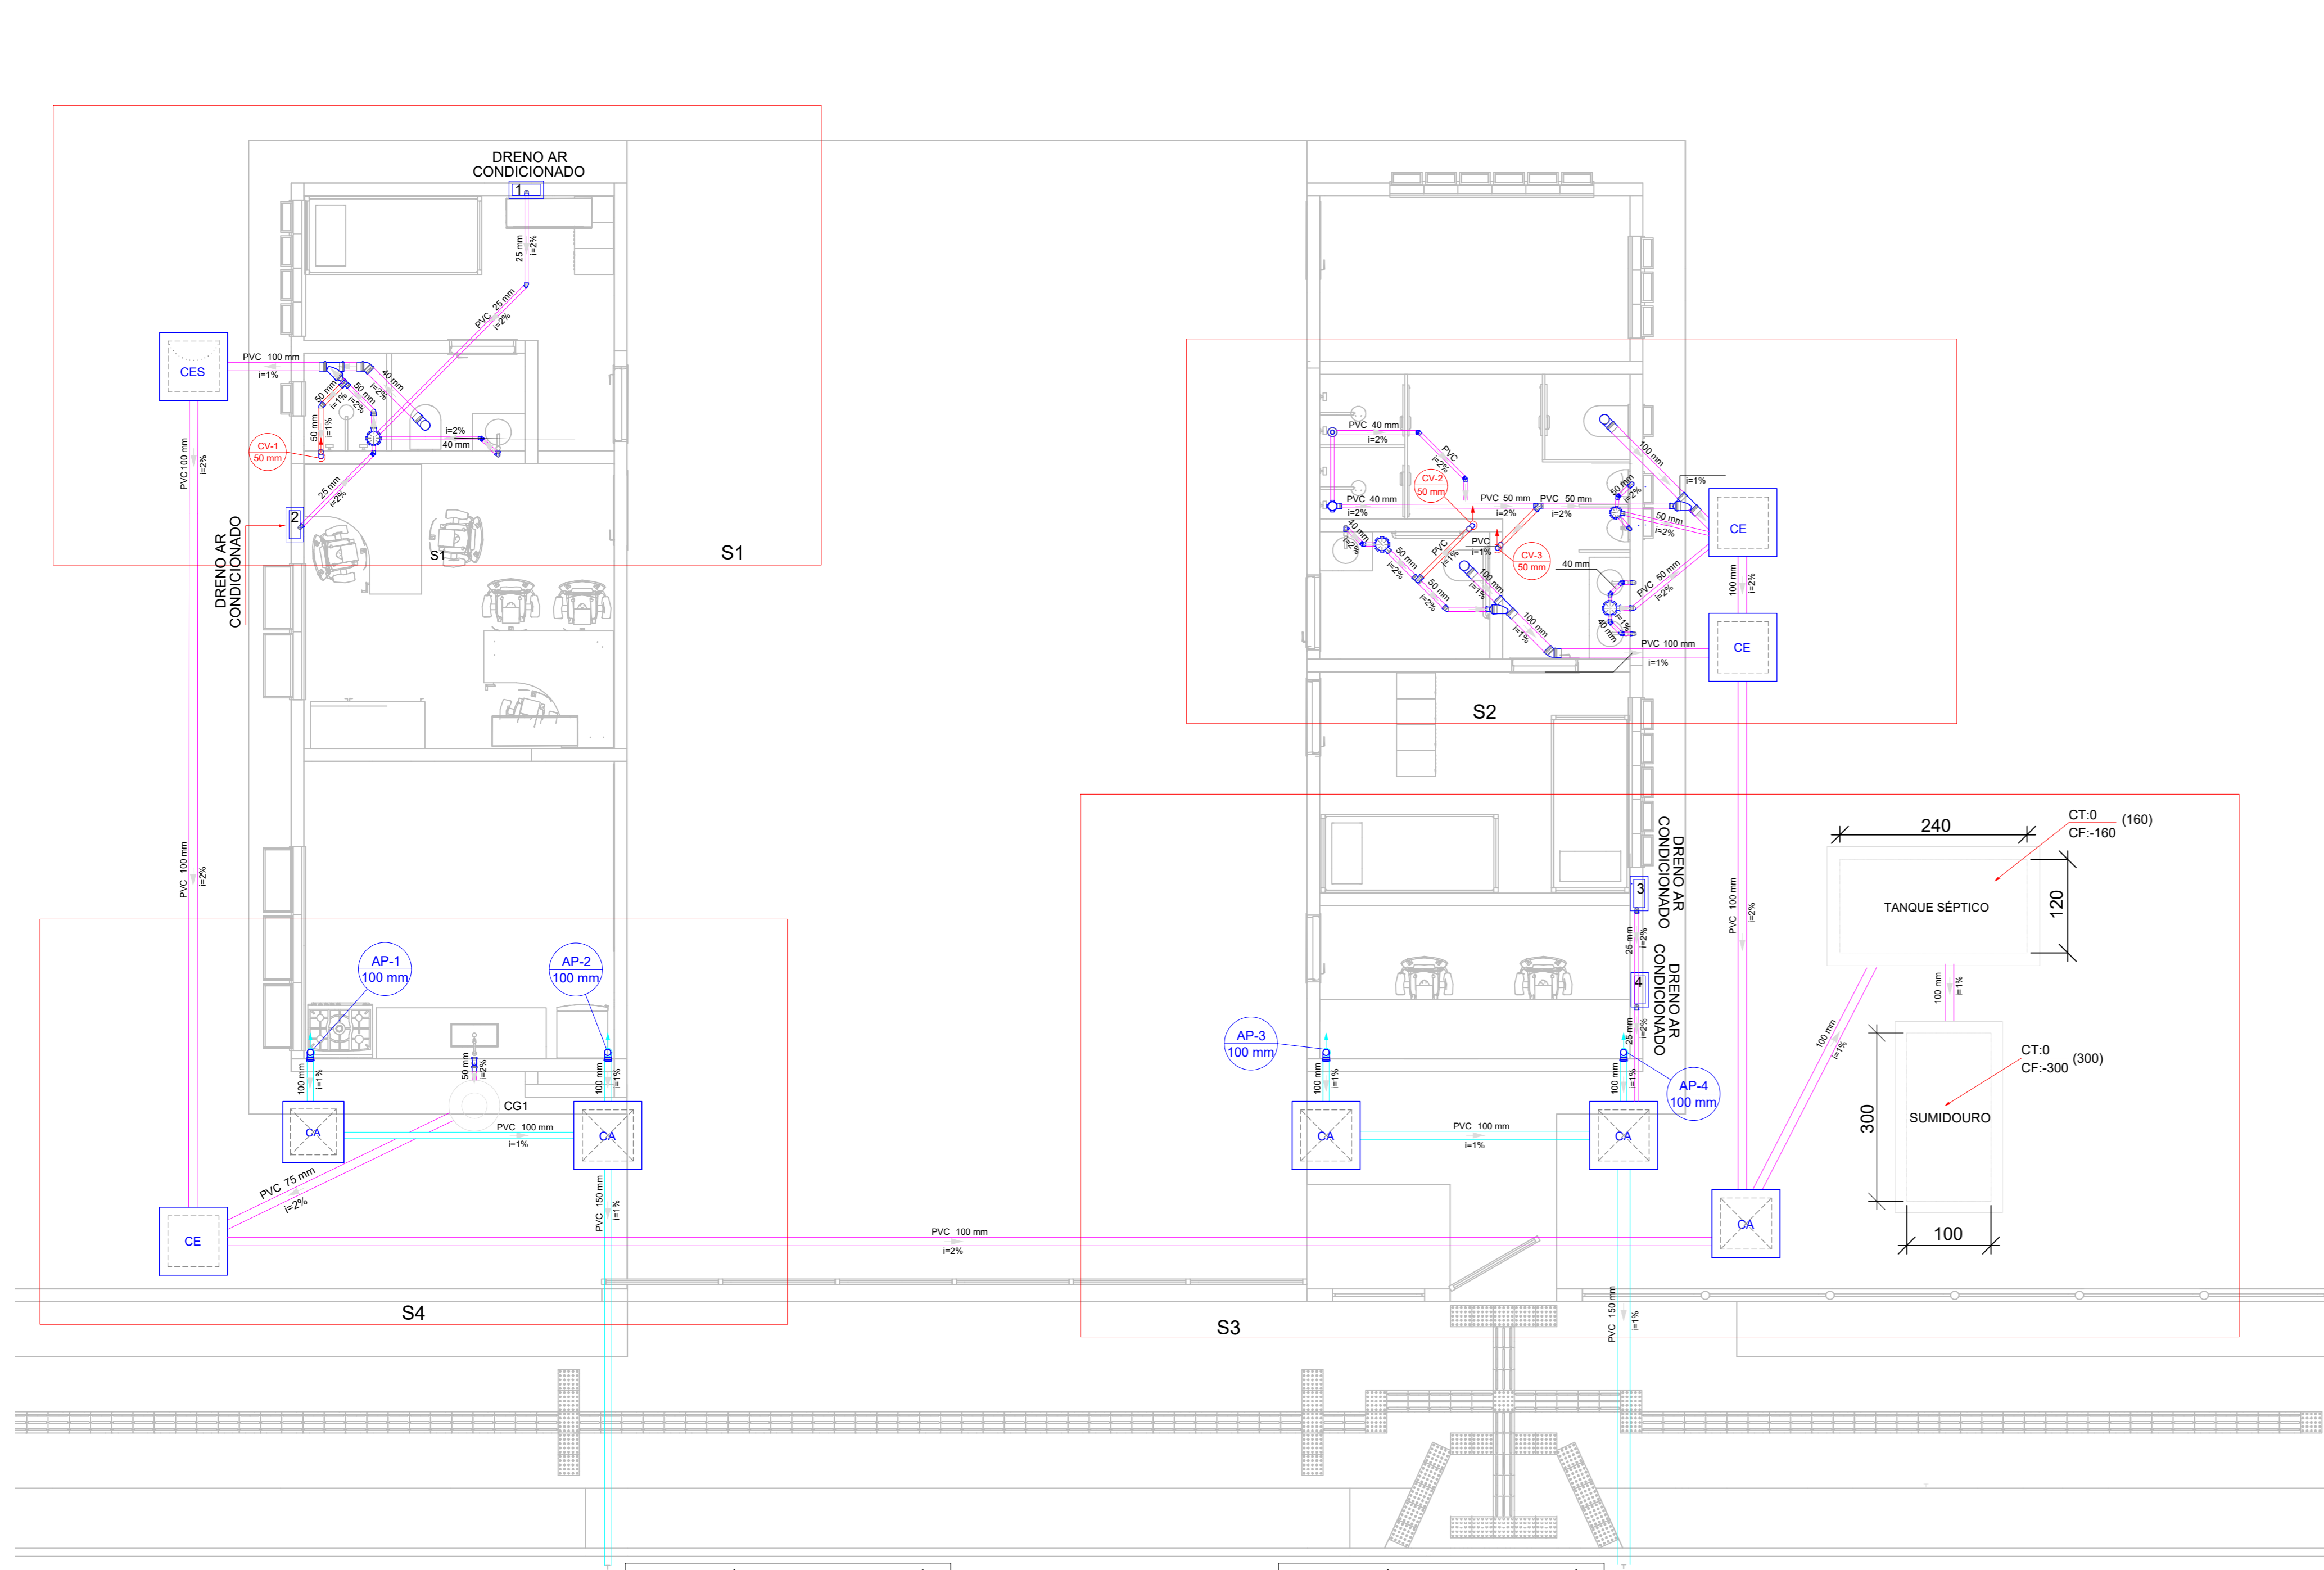 DRENO AR
CONDICIONADO
1
25 mm
i=2%
PVC 25 mm
i=2%
CES
PVC 100 mm
i=1%
40 mm
i=2%
50 mm
i=1%
50 mm
i=2%
50 mm
i=1%
i=2%
40 mm
CV-1
50 mm
25 mm
i=2%
2
DRENO AR
CONDICIONADO
S1
S1
PVC 100 mm
i=2%
PVC 100 mm
i=2%
PVC 40 mm
i=2%
PVC
i=2%
CV-2
50 mm
PVC 40 mm
i=2%
PVC 50 mm
i=2%
PVC 50 mm
i=2%
100 mm
i=1%
50 mm
i=2%
50 mm
i=2%
CE
40 mm
i=2%
50 mm
i=2%
PVC
i=1%
PVC
i=1%
CV-3
50 mm
40 mm
100 mm
i=1%
50 mm
i=2%
PVC 50 mm
i=2%
100 mm
i=2%
i=1%
40 mm
100 mm
i=1%
PVC 100 mm
i=1%
CE
S2
DRENO AR
CONDICIONADO
3
25 mm
i=2%
DRENO AR
CONDICIONADO
4
25 mm
i=2%
PVC 100 mm
i=2%
240
CT:0
CF:-160
(160)
TANQUE SÉPTICO
120
100 mm
i=1%
100 mm
i=1%
CT:0
CF:-300
(300)
SUMIDOURO
300
100
AP-1
100 mm
AP-2
100 mm
50 mm
i=2%
100 mm
i=1%
100 mm
i=1%
CG1
CA
PVC 100 mm
i=1%
CA
PVC 75 mm
i=2%
PVC 150 mm
i=1%
CE
S4
AP-3
100 mm
AP-4
100 mm
100 mm
i=1%
100 mm
i=1%
CA
PVC 100 mm
i=1%
CA
CA
PVC 100 mm
i=2%
PVC 150 mm
i=1%
S3